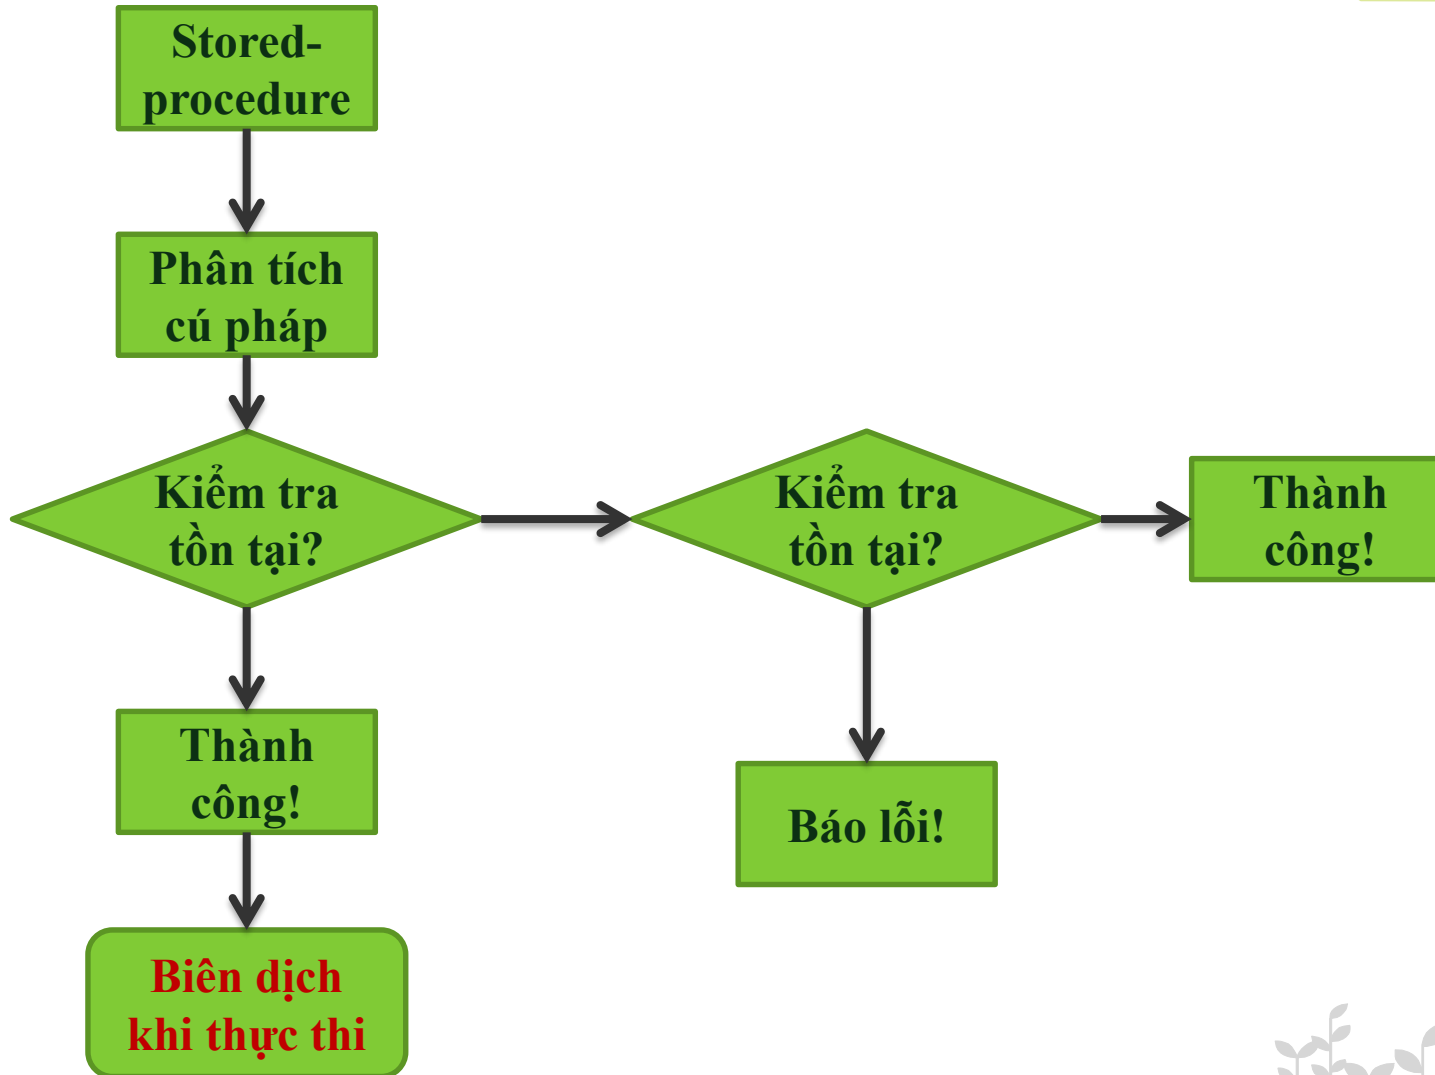 Stored-
procedure
Phân tích
cú pháp
Kiểm tra
tồn tại?
Kiểm tra
tồn tại?
Thành
công!
Thành
công!
Báo lỗi!
Biên dịch
khi thực thi